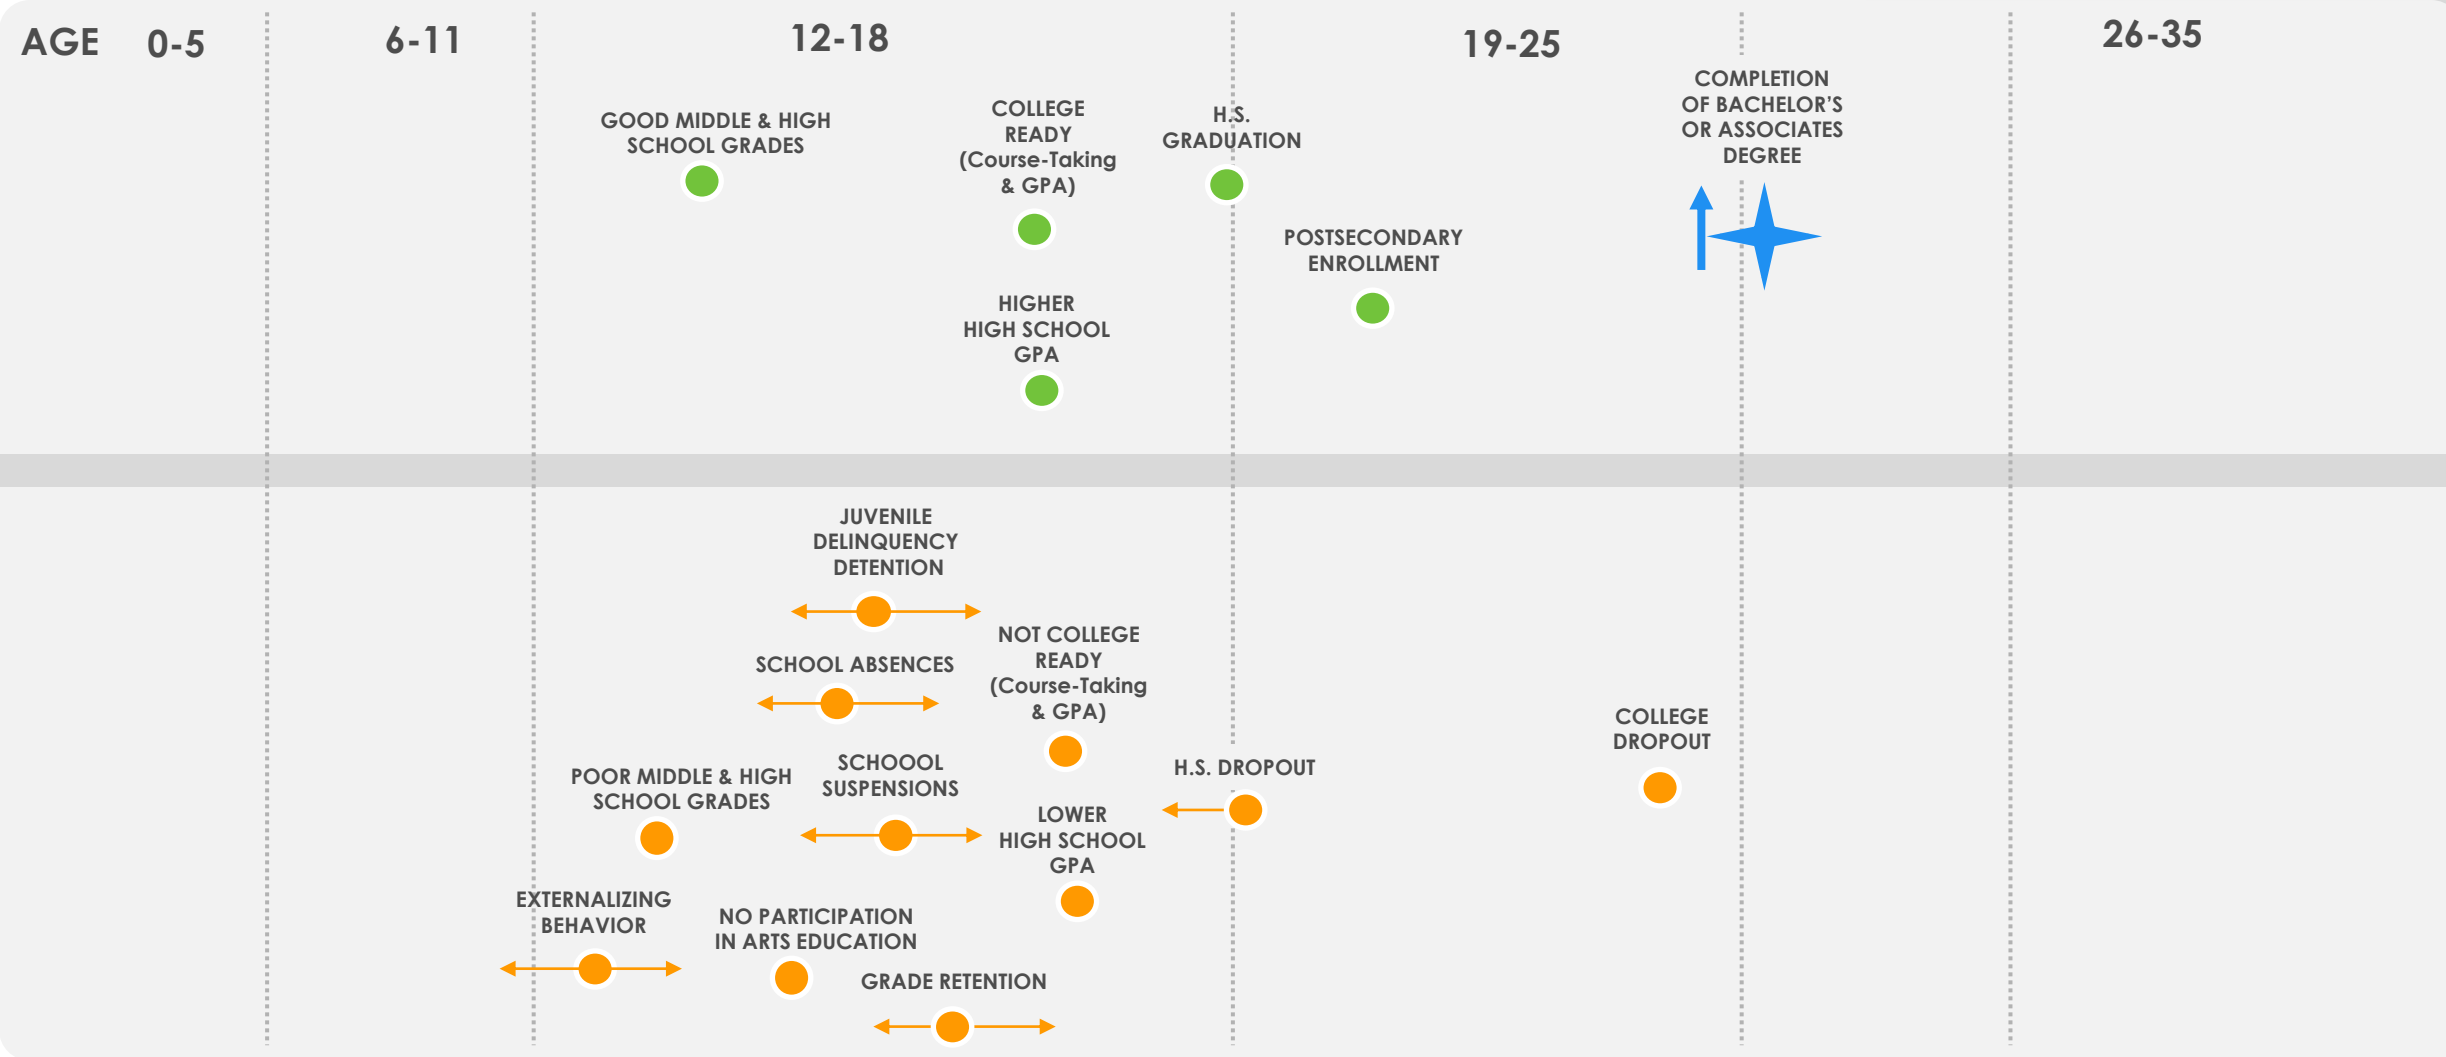 AGE 0-5 6-11 12-18 19-25 26-35
GOOD MIDDLE & HIGH
SCHOOL GRADES
COLLEGE
READY
(Course-Taking
& GPA)
H.S.
GRADUATION
COMPLETION
OF BACHELOR’S
OR ASSOCIATES
DEGREE
POSTSECONDARY
ENROLLMENT
HIGHER
HIGH SCHOOL
GPA
JUVENILE
DELINQUENCY
DETENTION
SCHOOL ABSENCES
NOT COLLEGE
READY
(Course-Taking
& GPA)
COLLEGE
DROPOUT
POOR MIDDLE & HIGH
SCHOOL GRADES
SCHOOOL
SUSPENSIONS
H.S. DROPOUT
LOWER
HIGH SCHOOL
GPA
EXTERNALIZING
BEHAVIOR
NO PARTICIPATION
IN ARTS EDUCATION
GRADE RETENTION